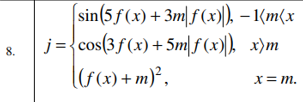 8.
j = { sin(5f(x) + 3m|f(x)|), − 1⟨m⟨x
cos(3f(x) + 5m|f(x)|), x⟩m
(f(x) + m)², x = m.